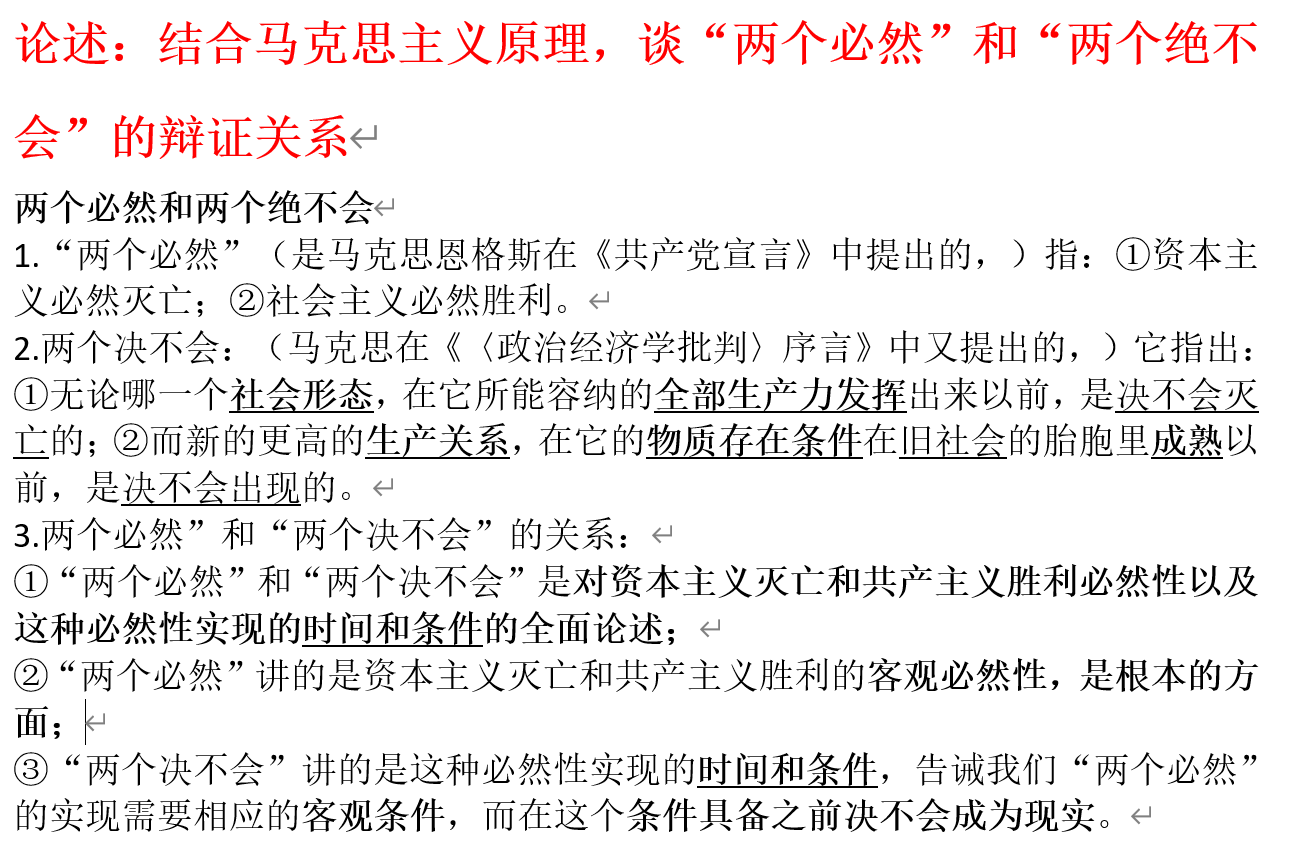 论述：结合马克思主义原理，谈“两个必然”和“两个绝不
会”的辩证关系↵
两个必然和两个绝不会↵
1.“两个必然”（是马克思恩格斯在《共产党宣言》中提出的，）指：①资本主
义必然灭亡；②社会主义必然胜利。↵
2.两个决不会：（马克思在《〈政治经济学批判〉序言》中又提出的，）它指出：
①无论哪一个社会形态，在它所能容纳的全部生产力发挥出来以前，是决不会灭
亡的；②而新的更高的生产关系，在它的物质存在条件在旧社会的胎胞里成熟以
前，是决不会出现的。↵
3.两个必然”和“两个决不会”的关系：↵
①“两个必然”和“两个决不会”是对资本主义灭亡和共产主义胜利必然性以及
这种必然性实现的时间和条件的全面论述；↵
②“两个必然”讲的是资本主义灭亡和共产主义胜利的客观必然性，是根本的方
面；↵
③“两个决不会”讲的是这种必然性实现的时间和条件，告诫我们“两个必然”
的实现需要相应的客观条件，而在这个条件具备之前决不会成为现实。↵